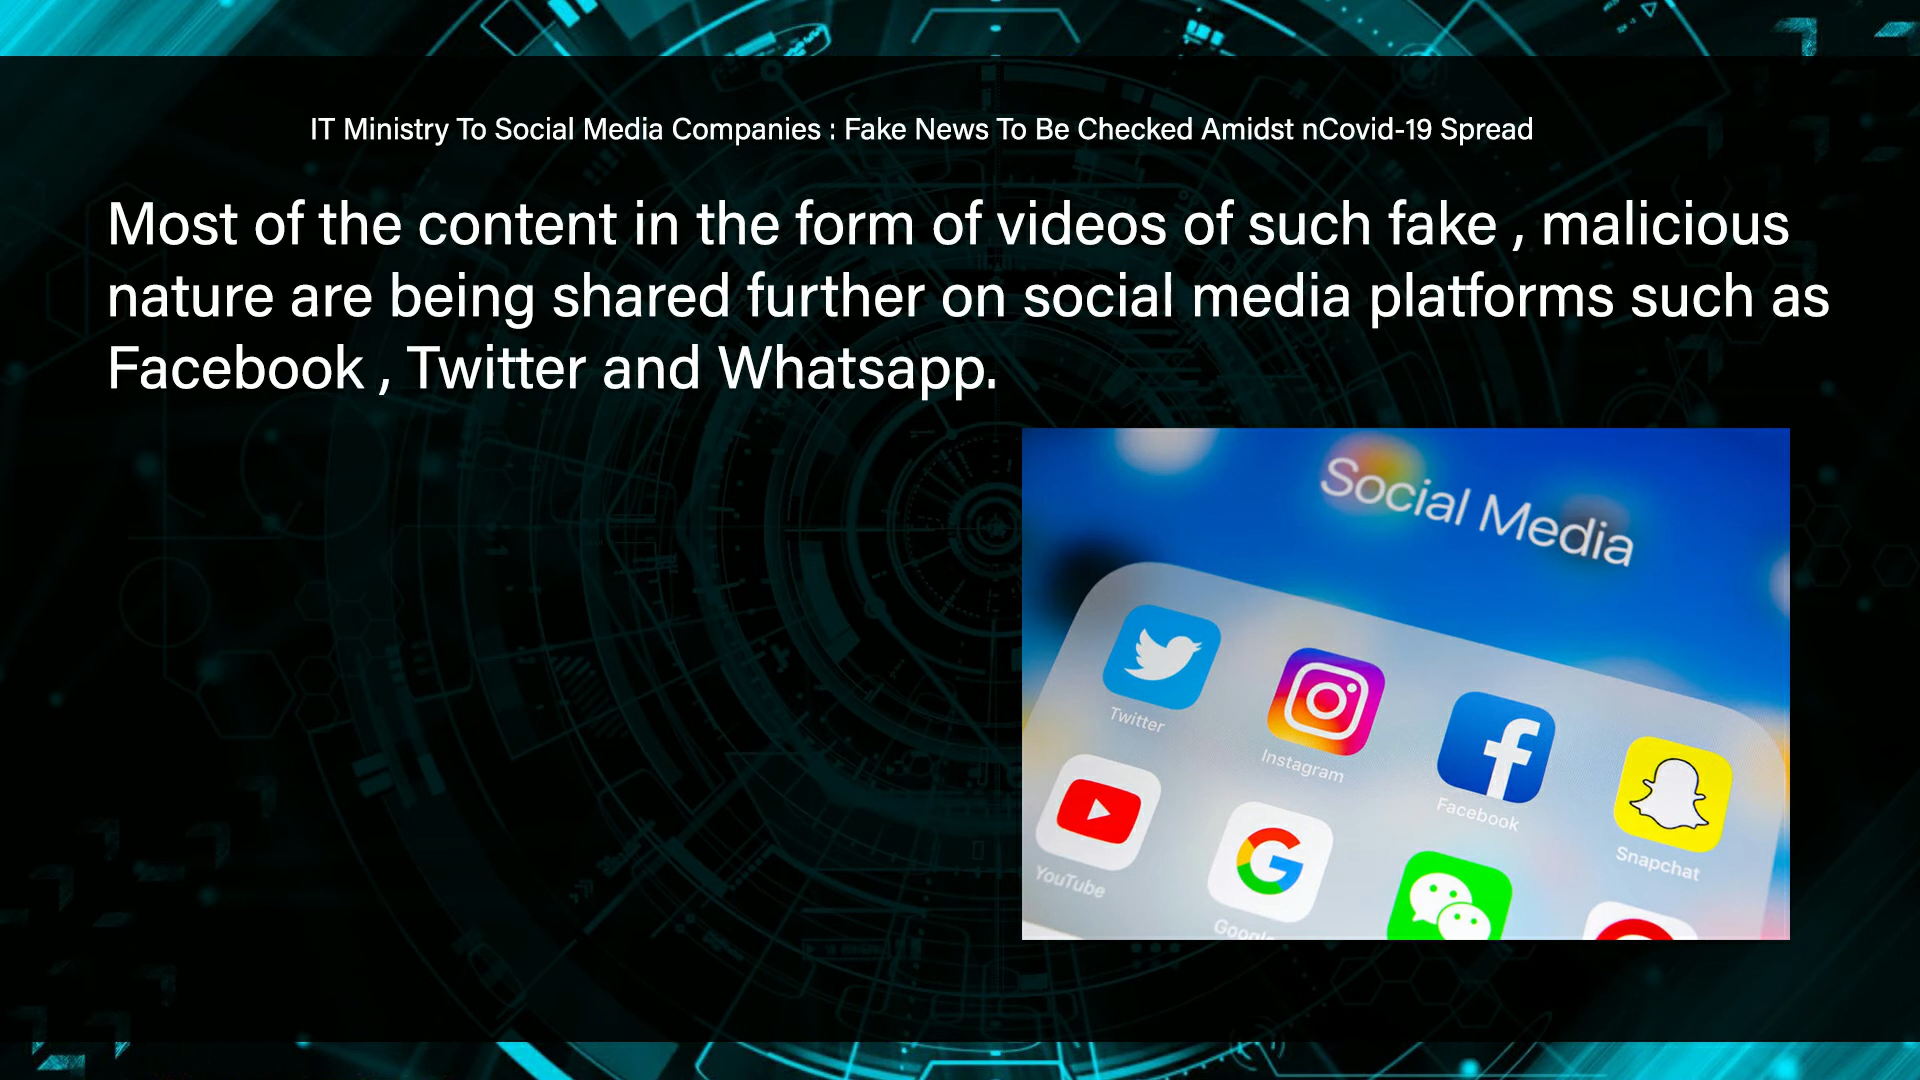 IT Ministry To Social Media Companies : Fake News To Be Checked Amidst nCovid-19 Spread
Most of the content in the form of videos of such fake , malicious
nature are being shared further on social media platforms such as
Facebook , Twitter and Whatsapp.
Social Media
Twitter
Instagram
Facebook
Snapchat
YouTube
Google